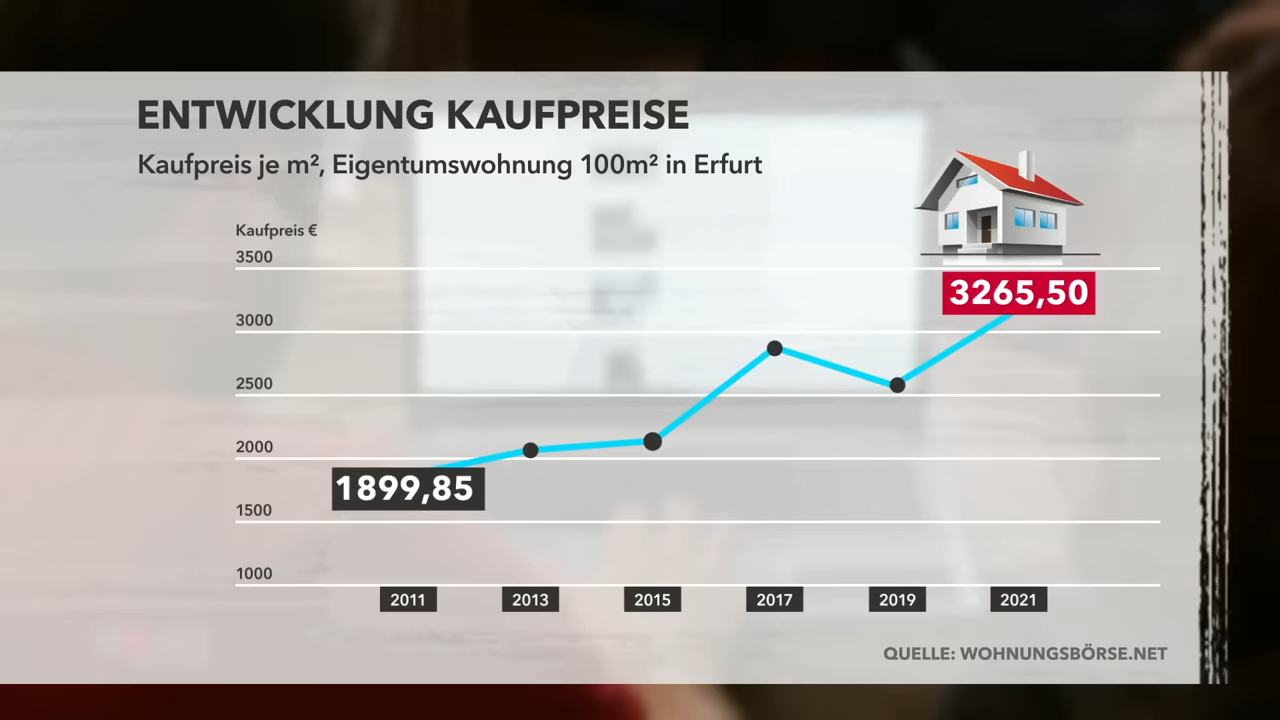 ENTWICKLUNG KAUFPREISE
Kaufpreis je m², Eigentumswohnung 100m² in Erfurt
Kaufpreis €
3500
3265,50
3000
2500
2000
1899,85
1500
1000
2011 2013 2015 2017 2019 2021
QUELLE: WOHNUNGSBÖRSE.NET